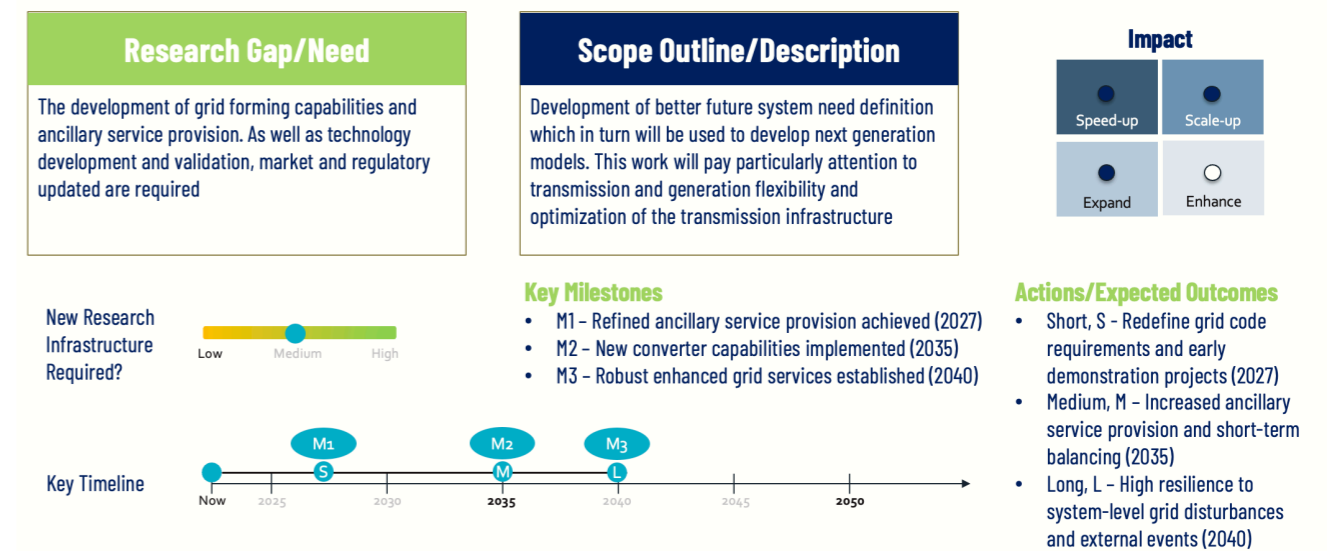 Research Gap/Need
The development of grid forming capabilities and
ancillary service provision. As well as technology
development and validation, market and regulatory
updated are required
Scope Outline/Description
Development of better future system need definition
which in turn will be used to develop next generation
models. This work will pay particularly attention to
transmission and generation flexibility and
optimization of the transmission infrastructure
Impact
Speed-up
Scale-up
Expand
Enhance
New Research
Infrastructure
Required?
Low
Medium
High
Key Milestones
• M1 – Refined ancillary service provision achieved (2027)
• M2 – New converter capabilities implemented (2035)
• M3 – Robust enhanced grid services established (2040)
Actions/Expected Outcomes
• Short, S - Redefine grid code
requirements and early
demonstration projects (2027)
• Medium, M – Increased ancillary
service provision and short-term
balancing (2035)
• Long, L – High resilience to
system-level grid disturbances
and external events (2040)
Key Timeline
M1
M2
M3
S
M
L
Now
2025
2030
2035
2040
2045
2050